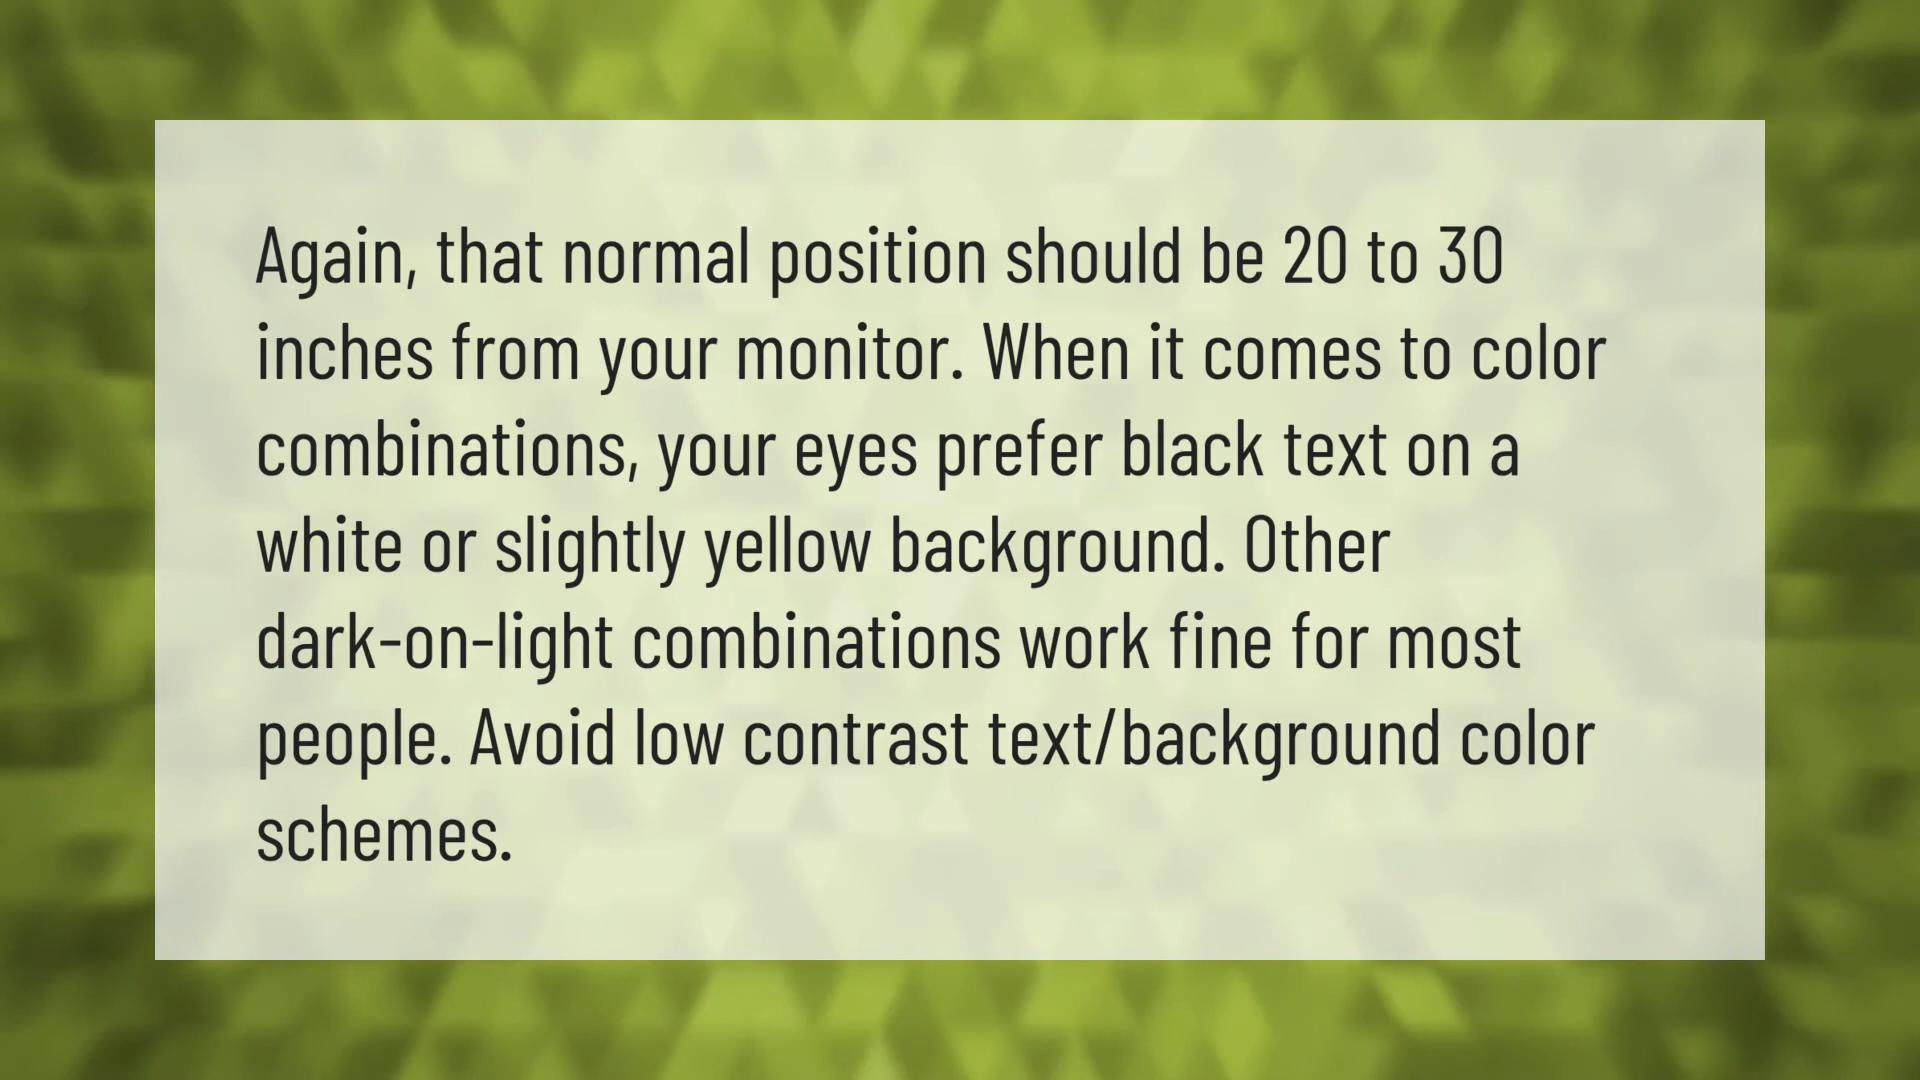 Again, that normal position should be 20 to 30
inches from your monitor. When it comes to color
combinations, your eyes prefer black text on a
white or slightly yellow background. Other
dark-on-light combinations work fine for most
people. Avoid low contrast text/background color
schemes.